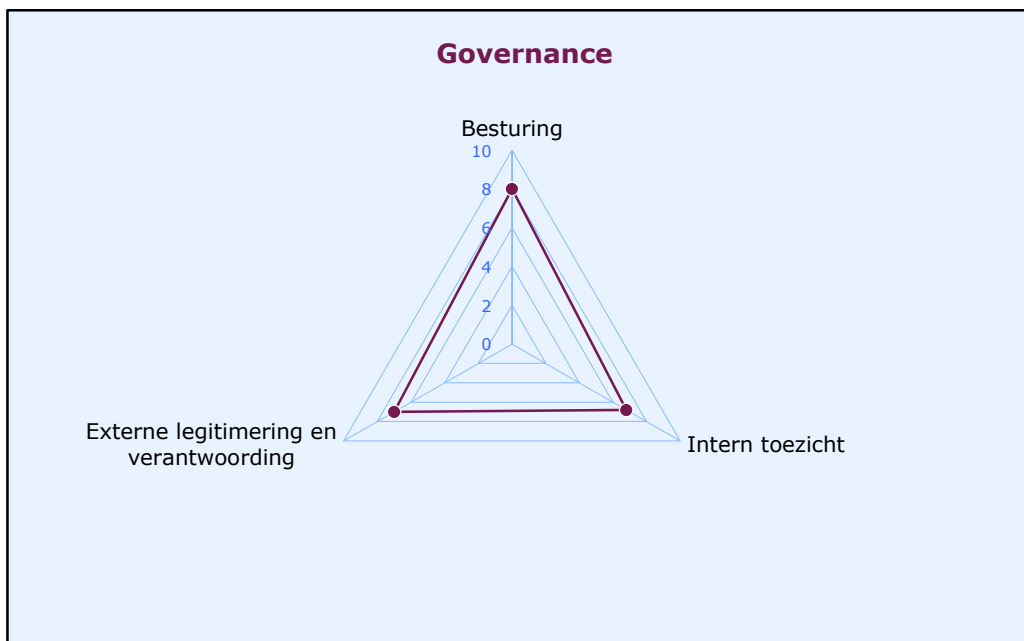 Governance
Besturing
10
8
6
4
2
0
Externe legitimering en
verantwoording
Intern toezicht